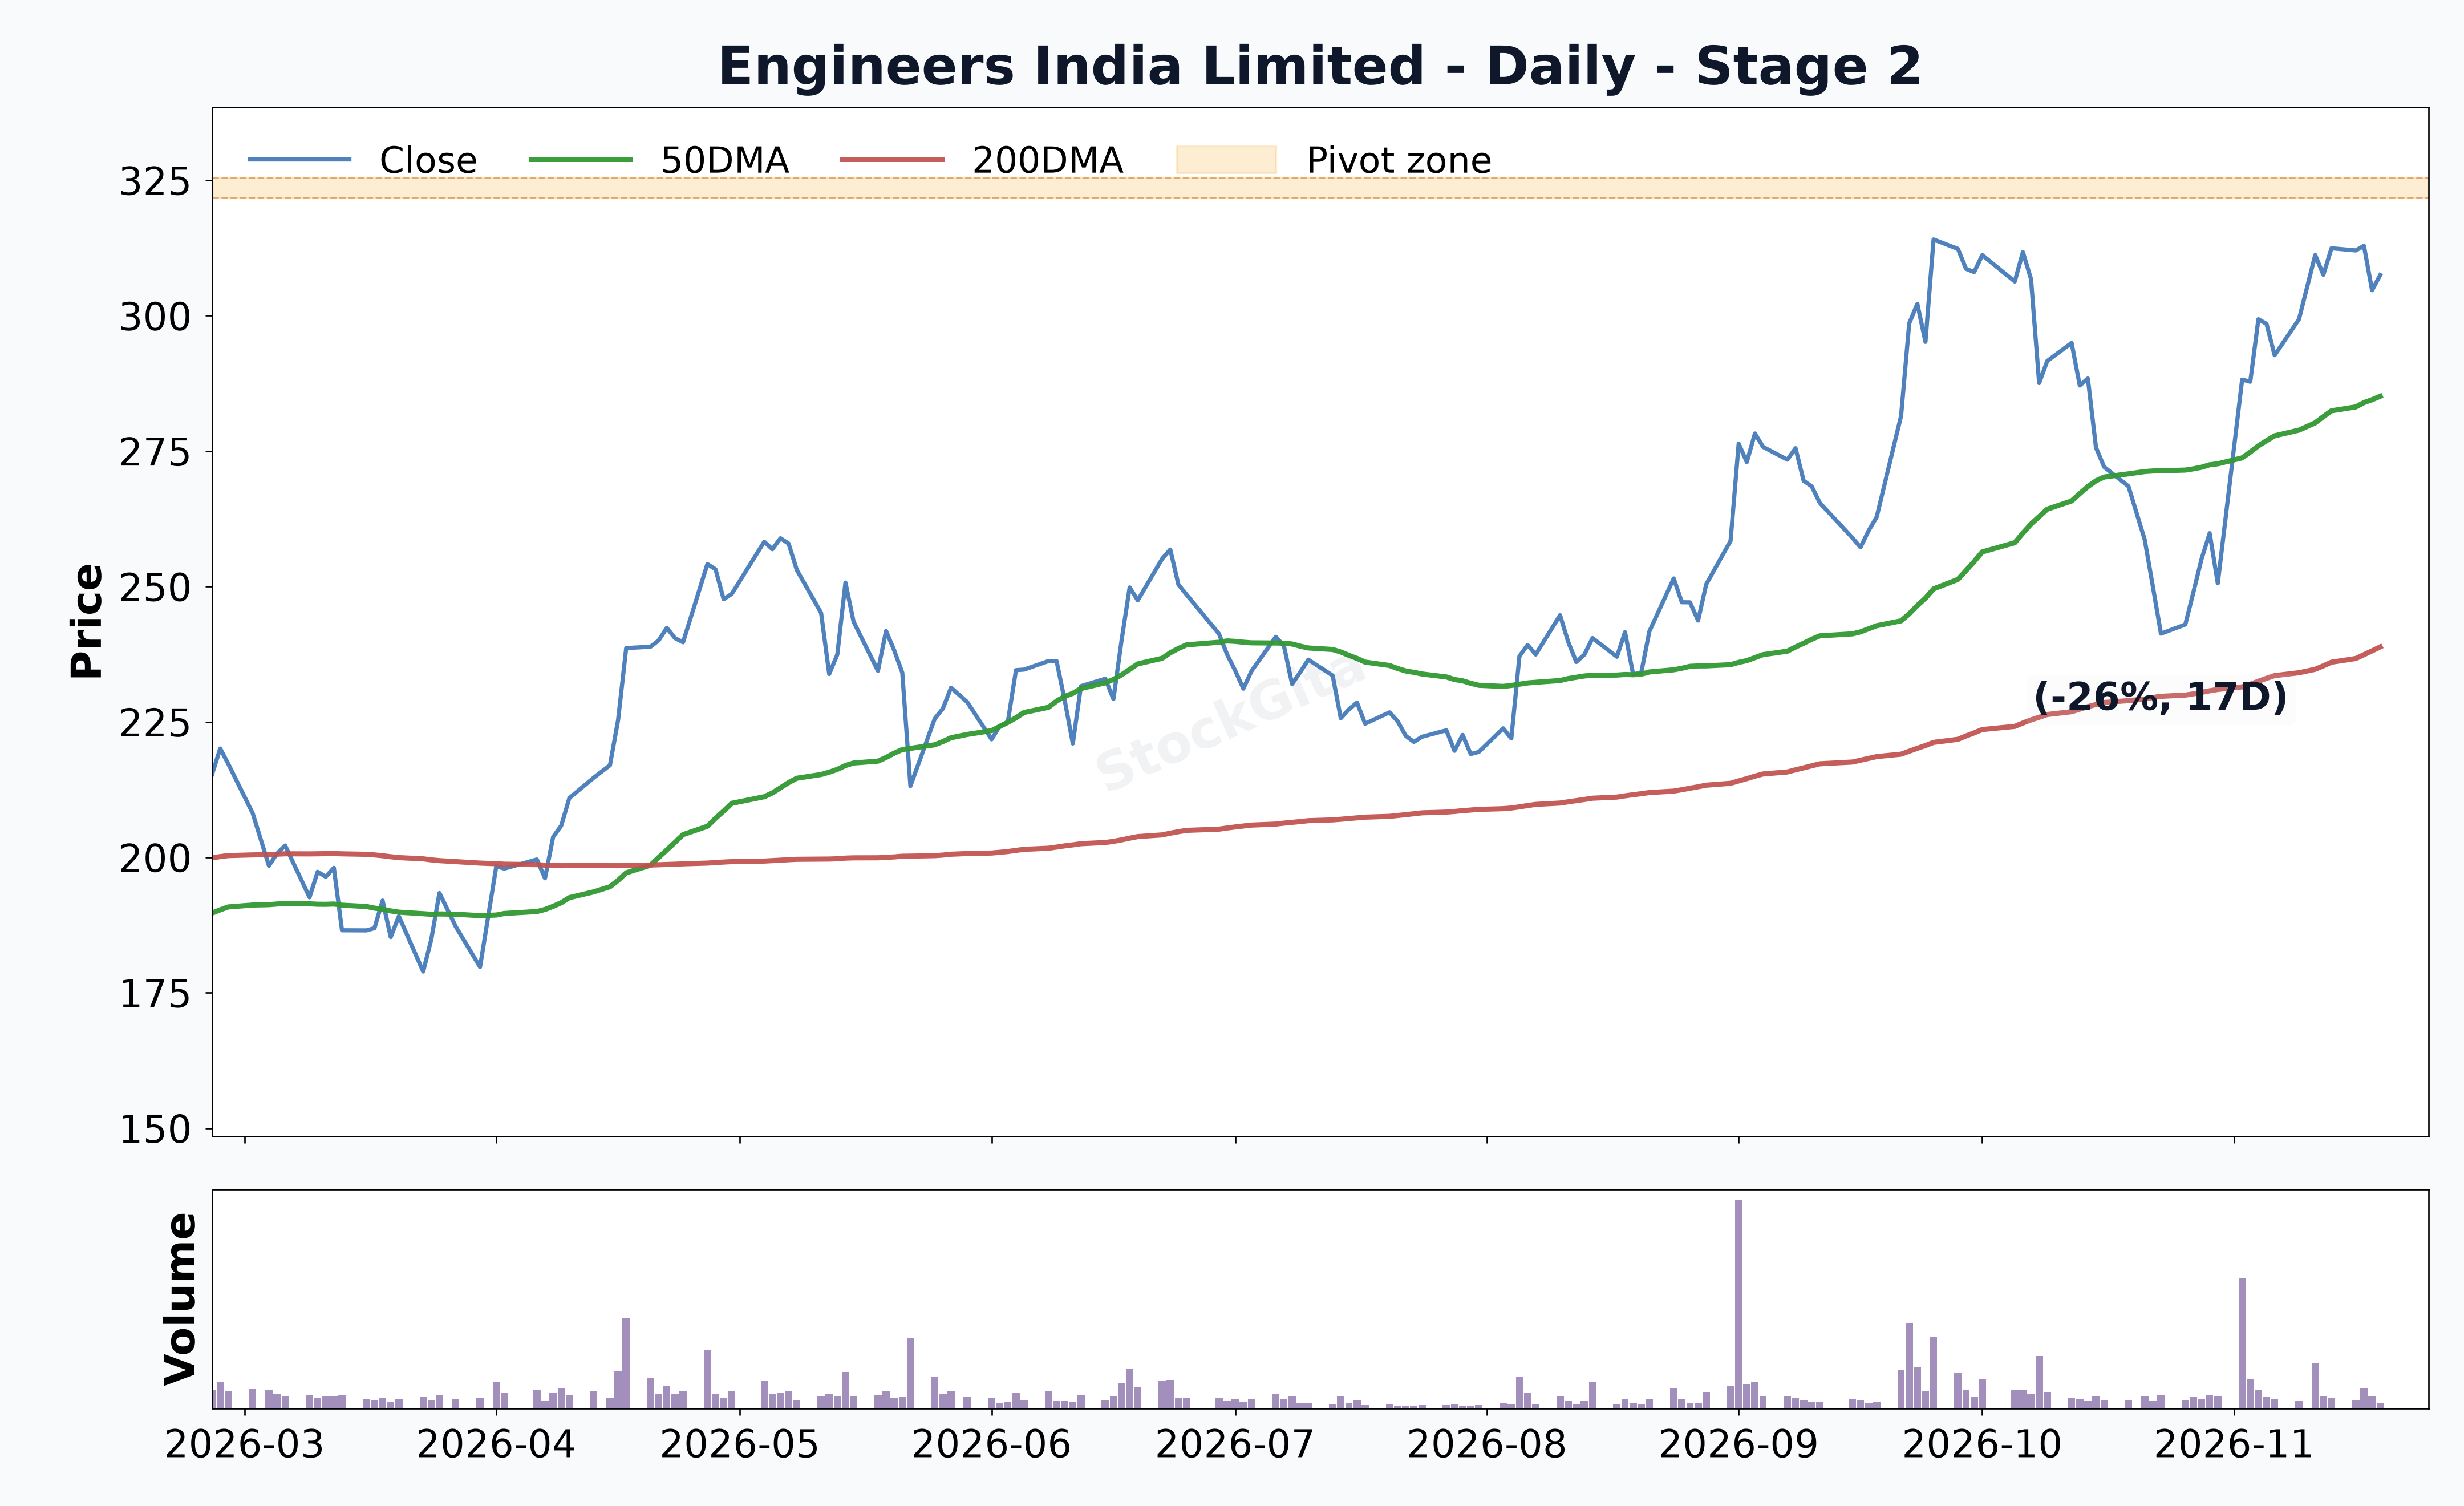 Engineers India Limited - Daily - Stage 2
Close
50DMA
200DMA
Pivot zone
Price
325
300
275
250
225
200
175
150
(-26%, 17D)
StockGita
Volume
2026-03
2026-04
2026-05
2026-06
2026-07
2026-08
2026-09
2026-10
2026-11